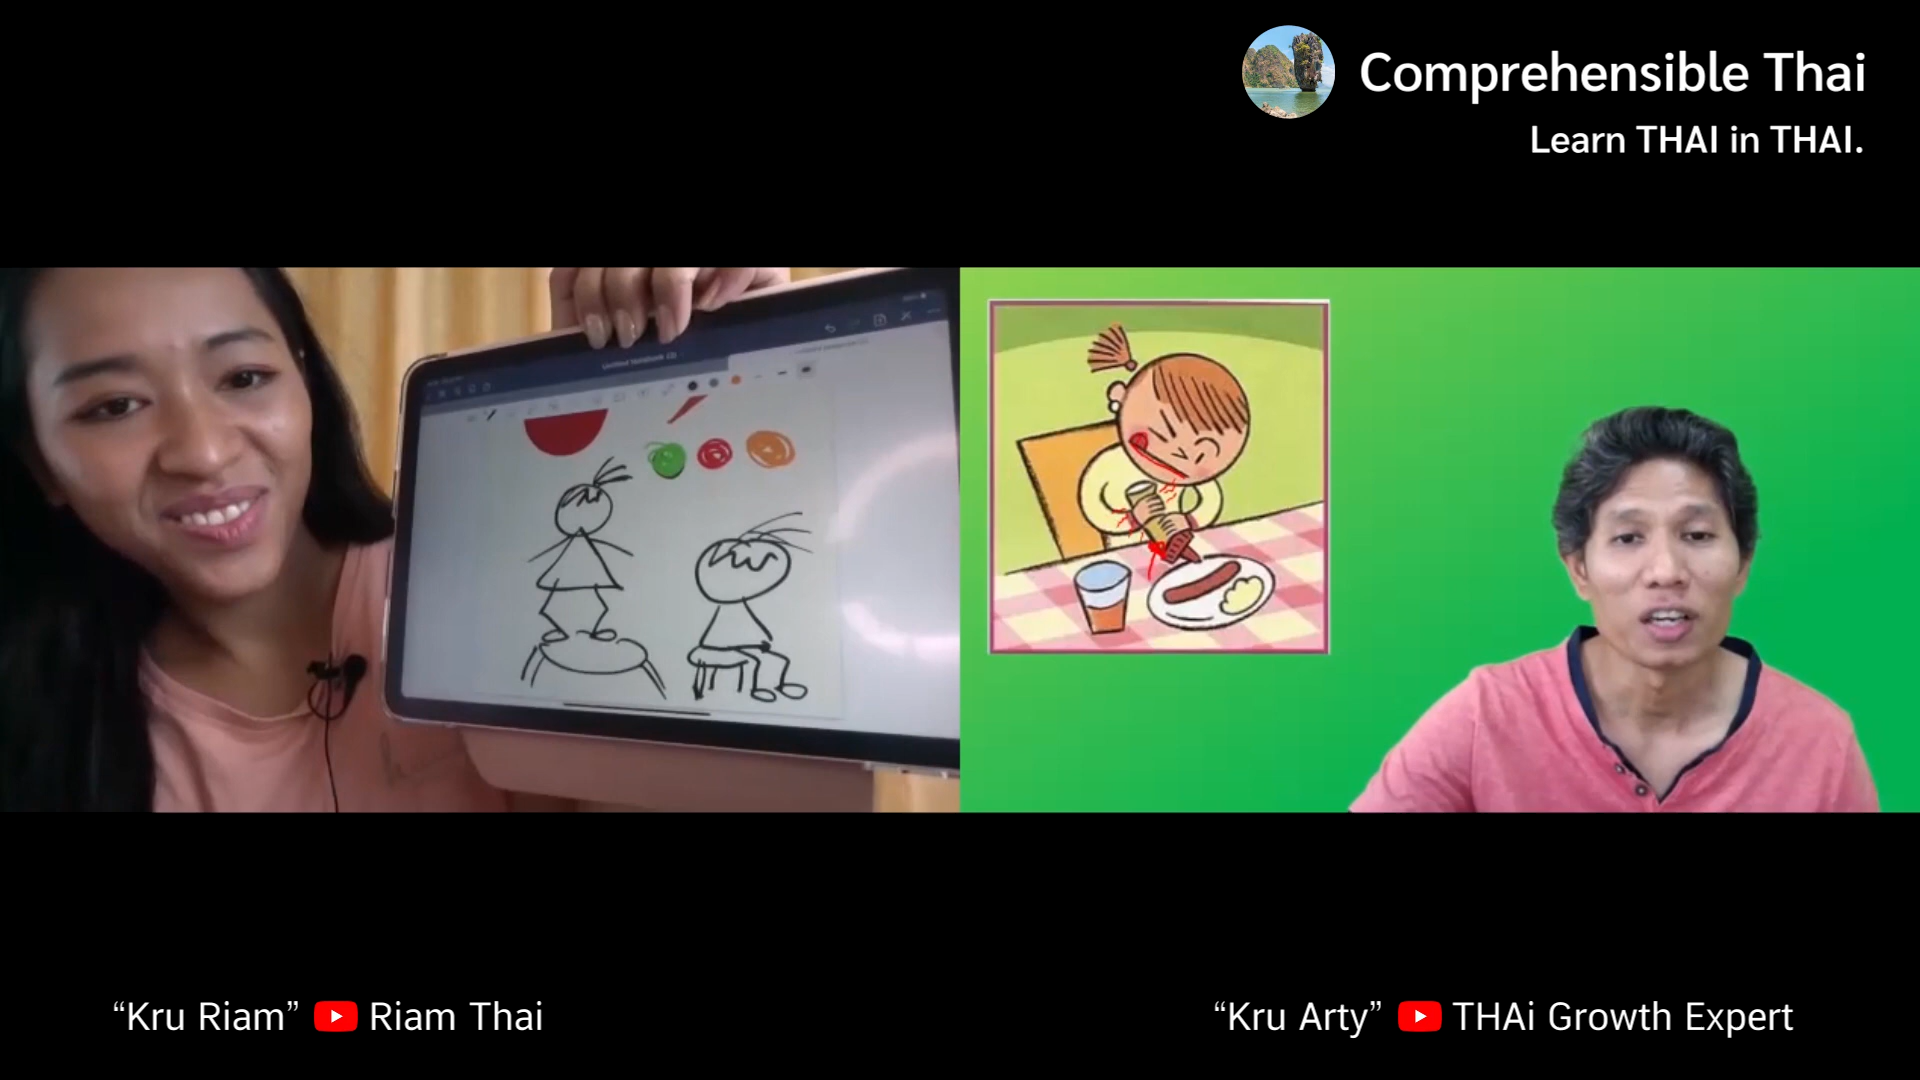 Comprehensible Thai
Learn THAI in THAI.
“Kru Riam” Riam Thai
“Kru Arty” THAi Growth Expert